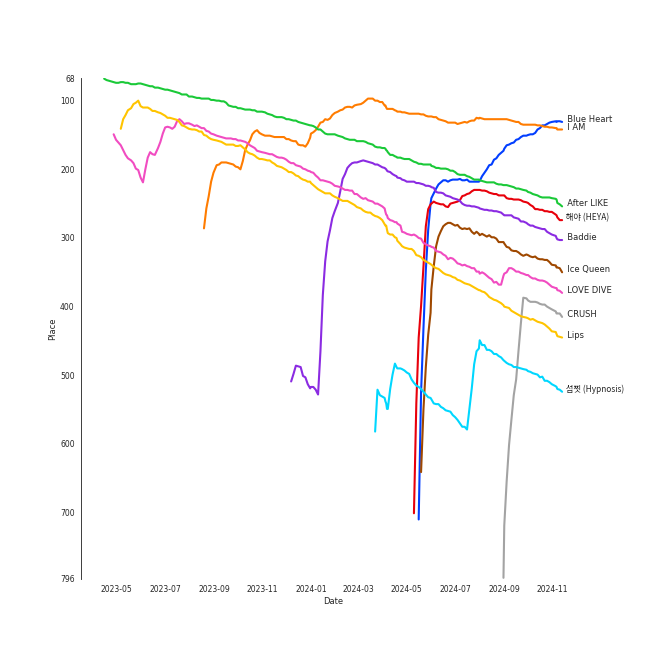 68
100
200
300
400
500
600
700
796
Place
2023-05
2023-07
2023-09
2023-11
2024-01
2024-03
2024-05
2024-07
2024-09
2024-11
Date
Blue Heart
I AM
After LIKE
해야 (HEYA)
Baddie
Ice Queen
LOVE DIVE
CRUSH
Lips
섬찟 (Hypnosis)